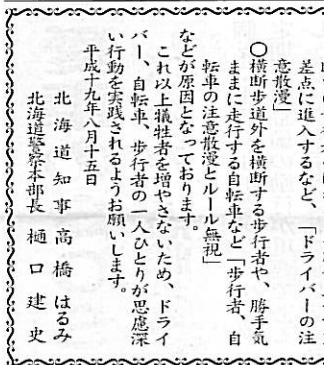 差点に進入するなど、「ドライバーの注
意散漫」
○横断歩道外を横断する歩行者や、勝手気
ままに走行する自転車など「歩行者、自
転車の注意散漫とルール無視」
などが原因となっております。
これ以上犠牲者を増やさないため、ドライ
バー、自転車、歩行者の一人ひとりが思慮深
い行動を実践されるようお願いします。
平成十九年八月十五日
北海道知事 高橋はるみ
北海道警察本部長 樋口建史